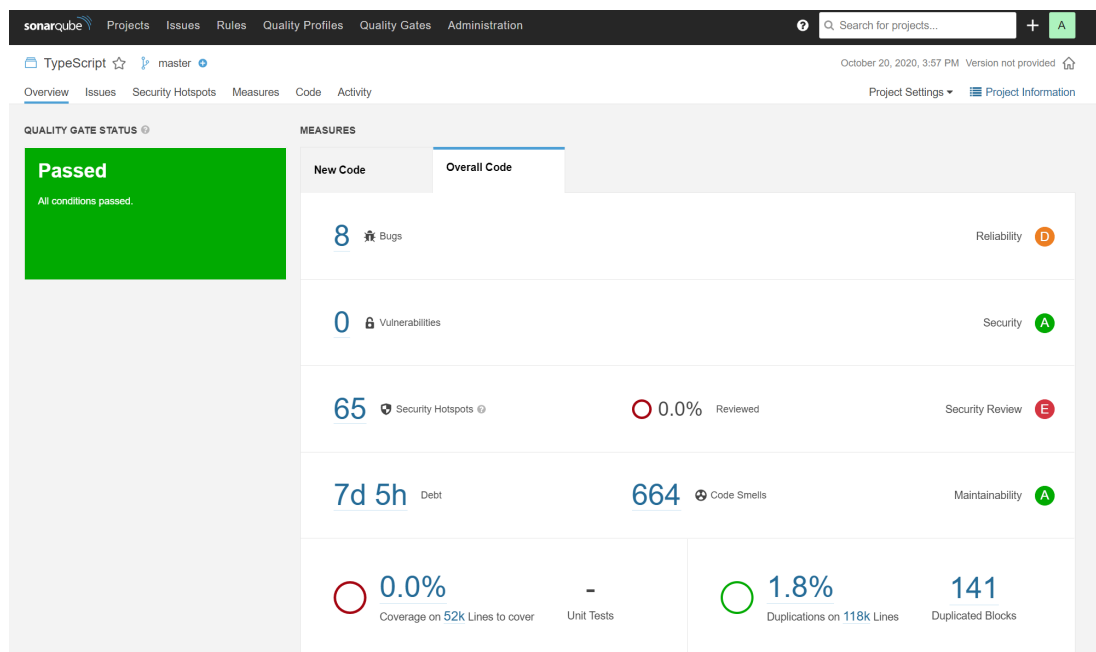 sonarqube Projects Issues Rules Quality Profiles Quality Gates Administration ? Search for projects... + A
TypeScript master October 20, 2020, 3:57 PM Version not provided
Overview Issues Security Hotspots Measures Code Activity Project Settings Project Information
QUALITY GATE STATUS ? MEASURES
Passed
All conditions passed.
New Code Overall Code
8 Bugs Reliability D
0 Vulnerabilities Security A
65 Security Hotspots ? 0.0% Reviewed Security Review E
7d 5h Debt 664 Code Smells Maintainability A
0.0% - 1.8% 141
Coverage on 52k Lines to cover Unit Tests Duplications on 118k Lines Duplicated Blocks